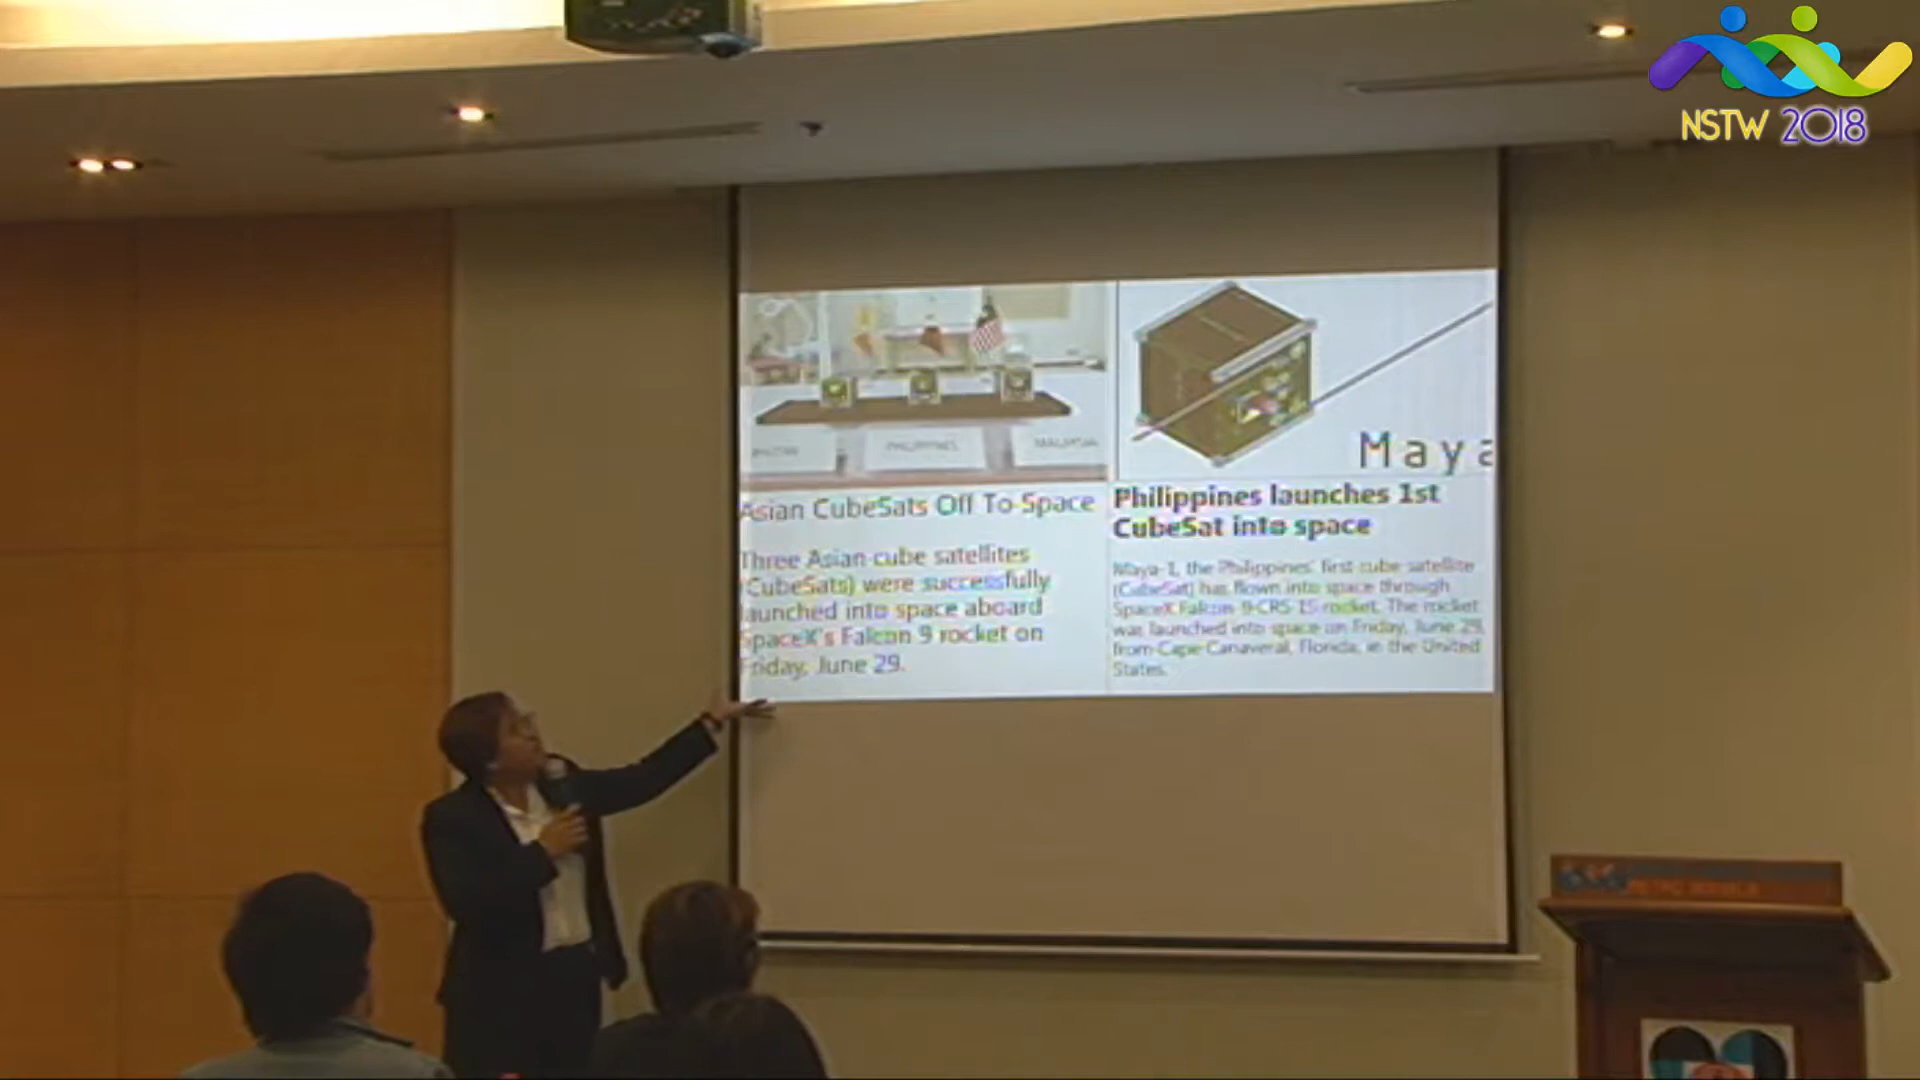 NSTW 2018
BHUTAN
PHILIPPINES
MALAYSIA
Asian CubeSats Off To Space
Three Asian cube satellites
(CubeSats) were successfully
launched into space aboard
SpaceX's Falcon 9 rocket on
Friday, June 29.
Maya
Philippines launches 1st
CubeSat into space
Maya-1, the Philippines' first cube satellite
(CubeSat) has flown into space through
SpaceX Falcon 9-CRS 15 rocket. The rocket
was launched into space on Friday, June 29,
from Cape Canaveral, Florida, in the United
States.